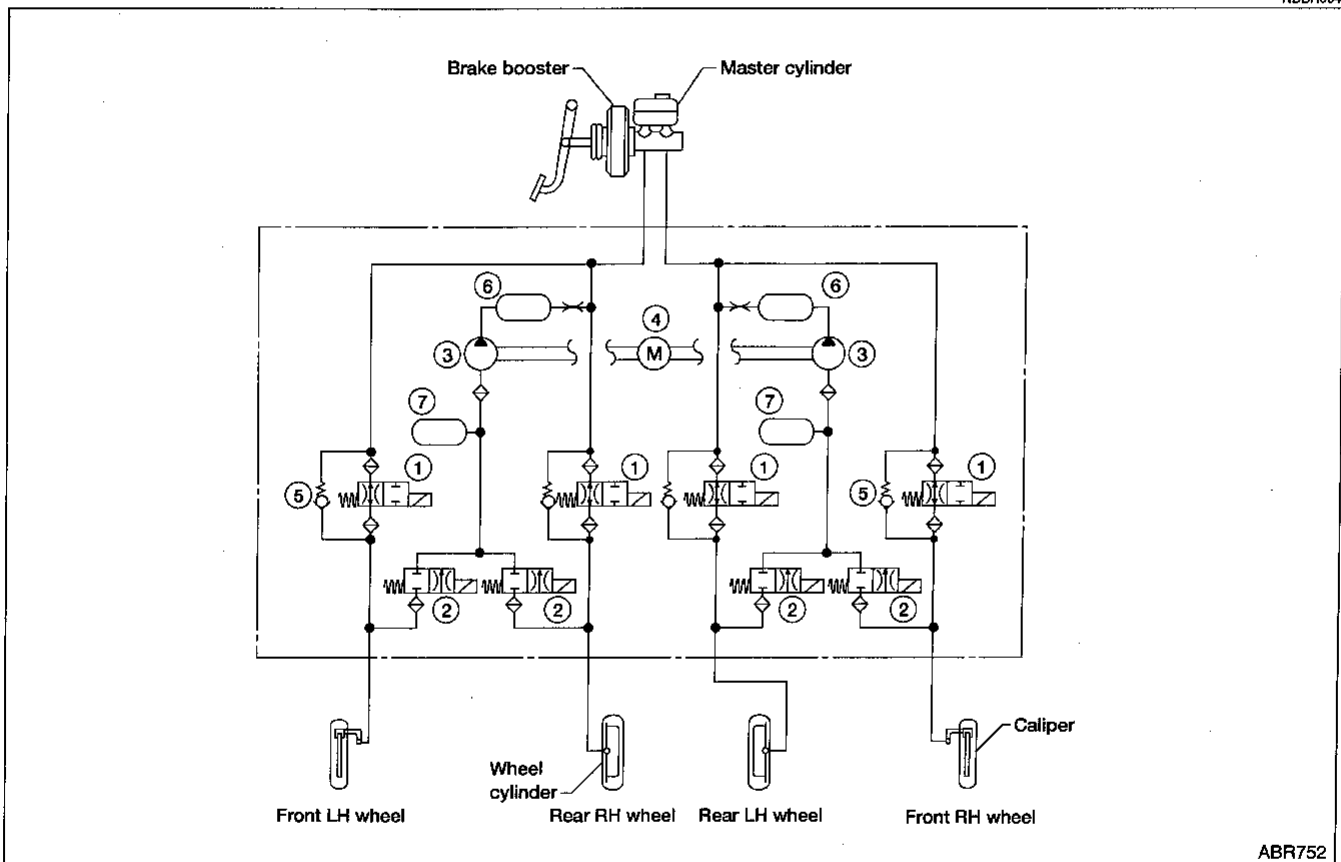 Brake booster
Master cylinder
6
6
4
3
M
3
7
7
1
1
1
1
5
5
2
2
2
2
Caliper
Wheel
cylinder
Front LH wheel
Rear RH wheel
Rear LH wheel
Front RH wheel
ABR752